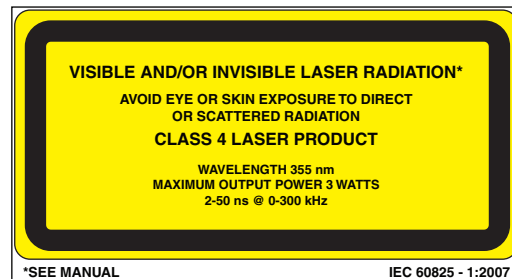 VISIBLE AND/OR INVISIBLE LASER RADIATION*
AVOID EYE OR SKIN EXPOSURE TO DIRECT
OR SCATTERED RADIATION
CLASS 4 LASER PRODUCT
WAVELENGTH 355 nm
MAXIMUM OUTPUT POWER 3 WATTS
2-50 ns @ 0-300 kHz
*SEE MANUAL IEC 60825 - 1:2007